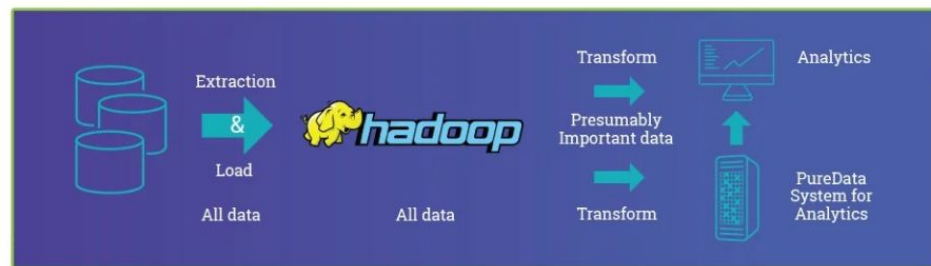 Extraction
&
Load
All data
hadoop
All data
Transform
Presumably
Important data
Transform
Analytics
PureData
System for
Analytics